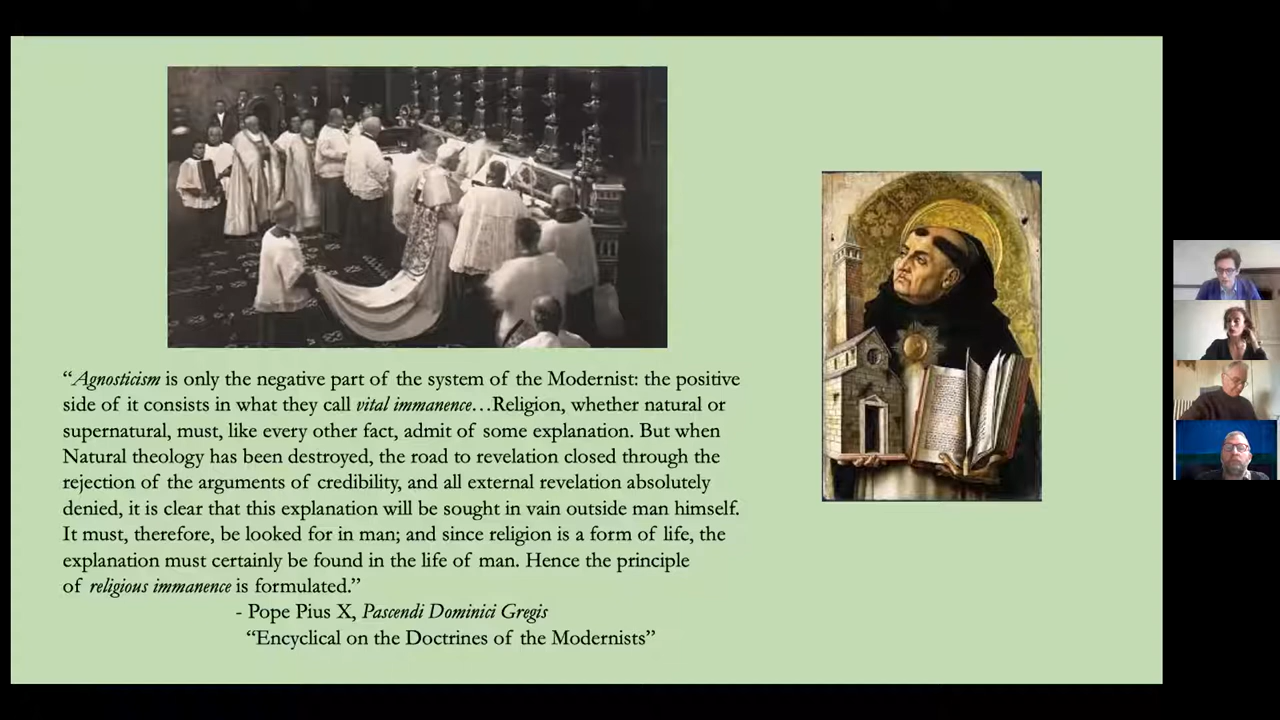 “Agnosticism is only the negative part of the system of the Modernist: the positive
side of it consists in what they call vital immanence…Religion, whether natural or
supernatural, must, like every other fact, admit of some explanation. But when
Natural theology has been destroyed, the road to revelation closed through the
rejection of the arguments of credibility, and all external revelation absolutely
denied, it is clear that this explanation will be sought in vain outside man himself.
It must, therefore, be looked for in man; and since religion is a form of life, the
explanation must certainly be found in the life of man. Hence the principle
of religious immanence is formulated.”
- Pope Pius X, Pascendi Dominici Gregis
“Encyclical on the Doctrines of the Modernists”